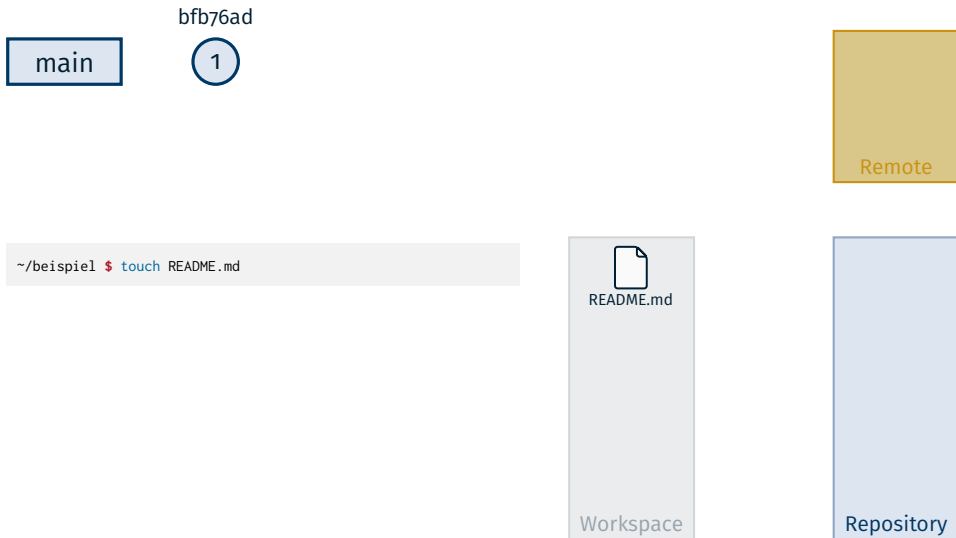 bfb76ad
main
1
Remote
~/beispiel $ touch README.md
README.md
Workspace
Repository